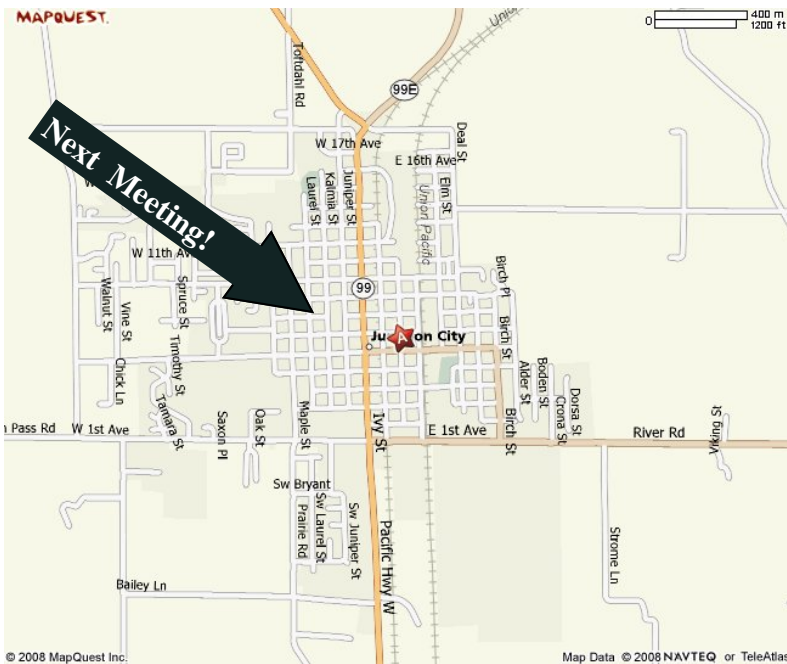 MAPQUEST.
0
400 m
1200 ft
Union
99E
Toftdahl Rd
Next Meeting!
W 17th Ave
Deal St
E 16th Ave
Laurel St
Kalmia St
Juniper St
Elm St
Union Pacific
W 11th Av
Walnut St
Vine St
Spruce St
99
Birch Pl
Birch St
Ju
A
on City
Timothy St
Chick Ln
Alder St
Boden St
Dorsa St
Crona St
Tamara St
Saxon Pl
Oak St
Maple St
Ivy St
Birch St
Viking St
n Pass Rd
W 1st Ave
E 1st Ave
River Rd
Sw Bryant
Prairie Rd
Sw Laurel St
Sw Juniper St
Pacific Hwy W
Strome Ln
Bailey Ln
© 2008 MapQuest Inc.
Map Data © 2008 NAVTEQ or TeleAtlas